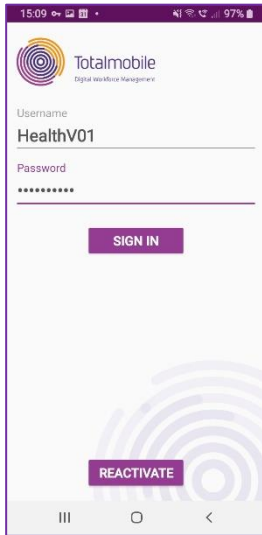 15:09 97%
Totalmobile
Digital Workforce Management
Username
HealthV01
Password
••••••••••
SIGN IN
REACTIVATE